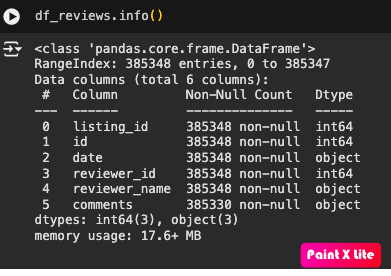 df_reviews.info()
<class 'pandas.core.frame.DataFrame'>
RangeIndex: 385348 entries, 0 to 385347
Data columns (total 6 columns):
 #   Column         Non-Null Count   Dtype
---  ------         --------------   -----
 0   listing_id     385348 non-null  int64
 1   id             385348 non-null  int64
 2   date           385348 non-null  object
 3   reviewer_id    385348 non-null  int64
 4   reviewer_name  385348 non-null  object
 5   comments       385330 non-null  object
dtypes: int64(3), object(3)
memory usage: 17.6+ MB
Paint X Lite